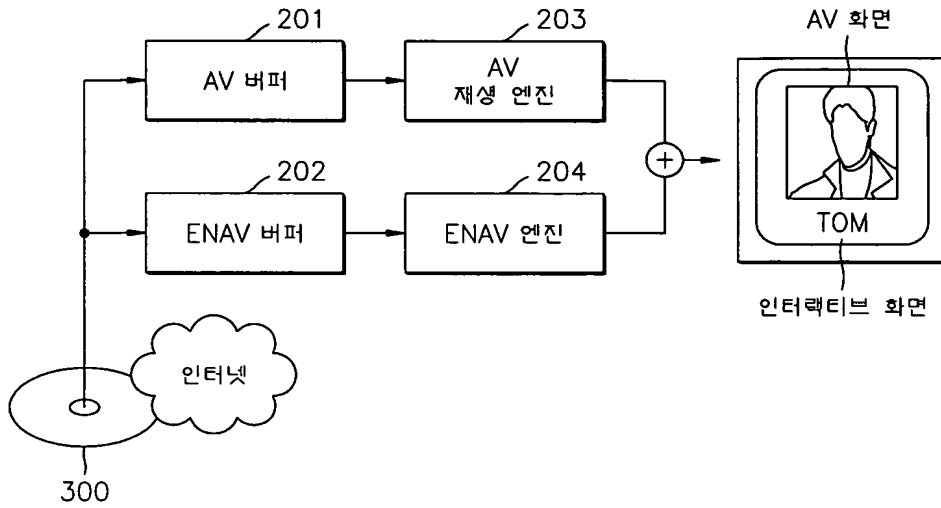 201
203
AV 화면
AV 버퍼
AV
재생 엔진
202
204
ENAV 버퍼
ENAV 엔진
TOM
인터랙티브 화면
인터넷
300